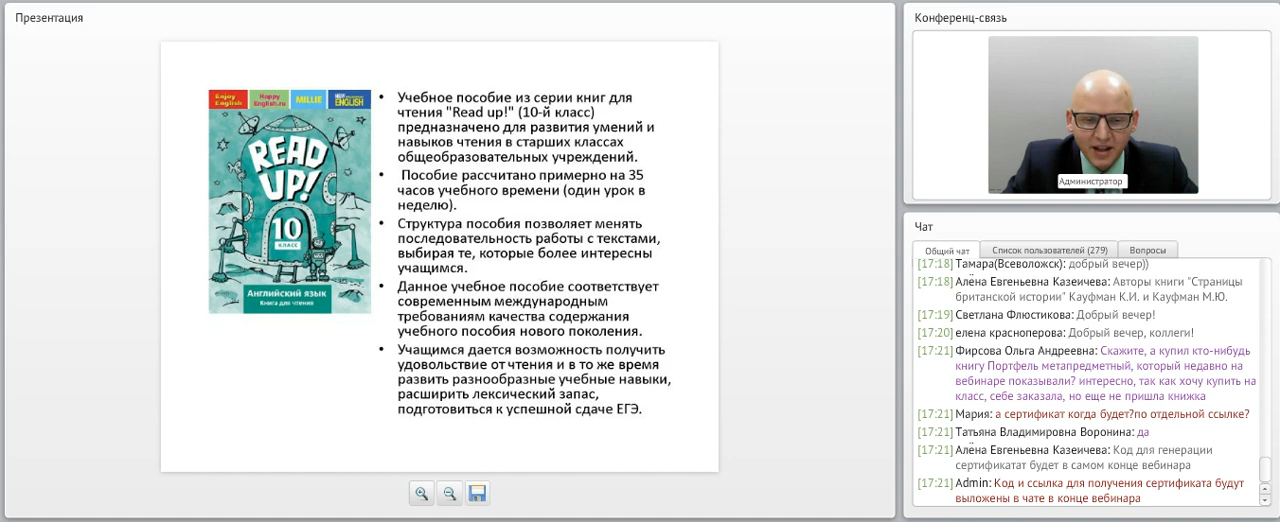 Презентация
Enjoy
English
Happy
English.ru
MILLIE
NEW
ENGLISH
READ
UP!
10
КЛАСС
Английский язык
Книга для чтения
• Учебное пособие из серии книг для
чтения "Read up!" (10-й класс)
предназначено для развития умений и
навыков чтения в старших классах
общеобразовательных учреждений.
• Пособие рассчитано примерно на 35
часов учебного времени (один урок в
неделю).
• Структура пособия позволяет менять
последовательность работы с текстами,
выбирая те, которые более интересны
учащимся.
• Данное учебное пособие соответствует
современным международным
требованиям качества содержания
учебного пособия нового поколения.
• Учащимся дается возможность получить
удовольствие от чтения и в то же время
развить разнообразные учебные навыки,
расширить лексический запас,
подготовиться к успешной сдаче ЕГЭ.
Конференц-связь
Администратор
Чат
Общий чат
Список пользователей (279)
Вопросы
[17:18] Тамара(Всеволожск): добрый вечер))
[17:18] Алёна Евгеньевна Казеичева: Авторы книги "Страницы
британской истории" Кауфман К.И. и Кауфман М.Ю.
[17:19] Светлана Флюстикова: Добрый вечер!
[17:20] елена красноперова: Добрый вечер, коллеги!
[17:21] Фирсова Ольга Андреевна: Скажите, а купил кто-нибудь
книгу Портфель метапредметный, который недавно на
вебинаре показывали? интересно, так как хочу купить на
класс, себе заказала, но еще не пришла книжка
[17:21] Мария: а сертификат когда будет?по отдельной ссылке?
[17:21] Татьяна Владимировна Воронина: да
[17:21] Алёна Евгеньевна Казеичева: Код для генерации
сертификатат будет в самом конце вебинара
[17:21] Admin: Код и ссылка для получения сертификата будут
выложены в чате в конце вебинара